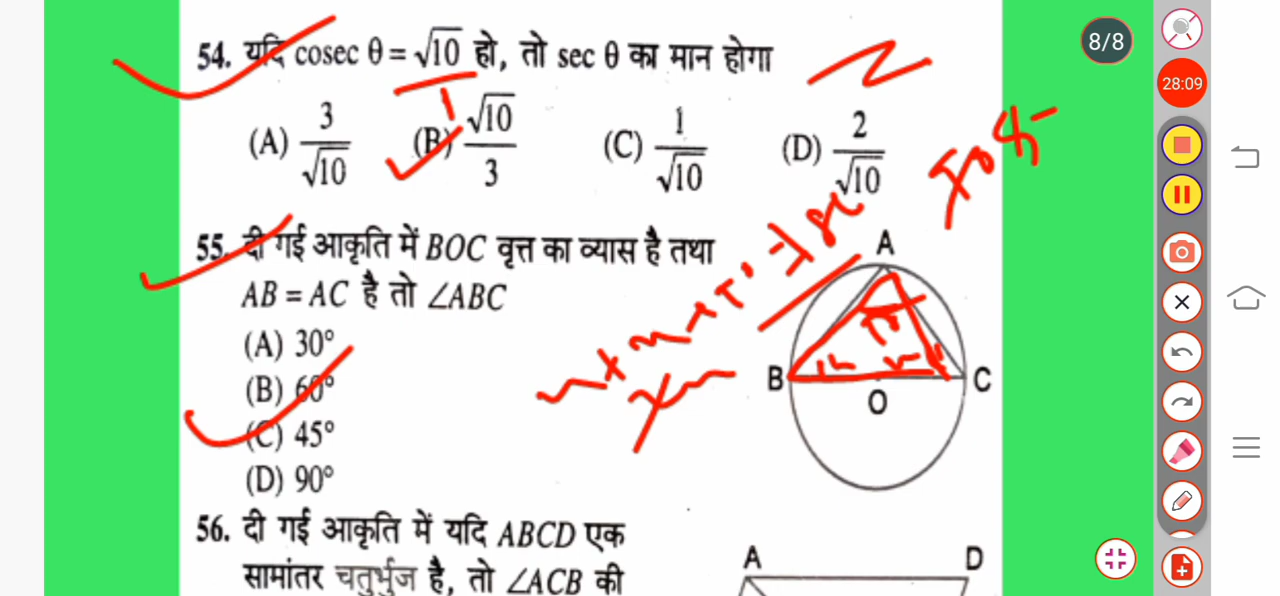 8/8
28:09
54. यदि cosec θ = √10 हो, तो sec θ का मान होगा
(A) 3/√10 (B) √10/3 (C) 1/√10 (D) 2/√10
55. दी गई आकृति में BOC वृत्त का व्यास है तथा
AB = AC है तो ∠ABC
(A) 30°
(B) 60°
(C) 45°
(D) 90°
A
B
O
C
56. दी गई आकृति में यदि ABCD एक
सामांतर चतुर्भुज है, तो ∠ACB की
A D